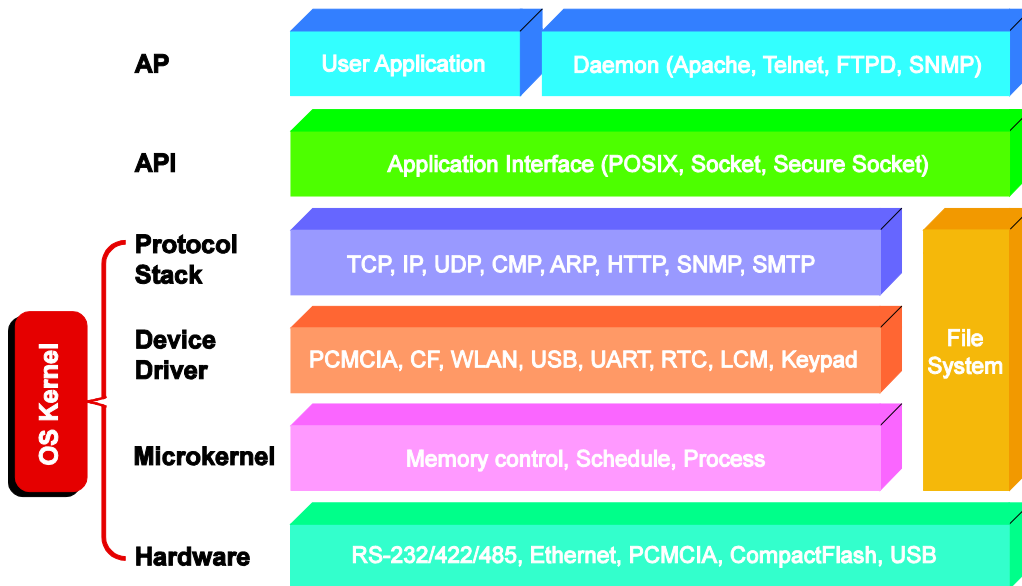 AP
User Application
Daemon (Apache, Telnet, FTPD, SNMP)
API
Application Interface (POSIX, Socket, Secure Socket)
Protocol
Stack
TCP, IP, UDP, CMP, ARP, HTTP, SNMP, SMTP
Device
Driver
PCMCIA, CF, WLAN, USB, UART, RTC, LCM, Keypad
File
System
OS Kernel
Microkernel
Memory control, Schedule, Process
Hardware
RS-232/422/485, Ethernet, PCMCIA, CompactFlash, USB